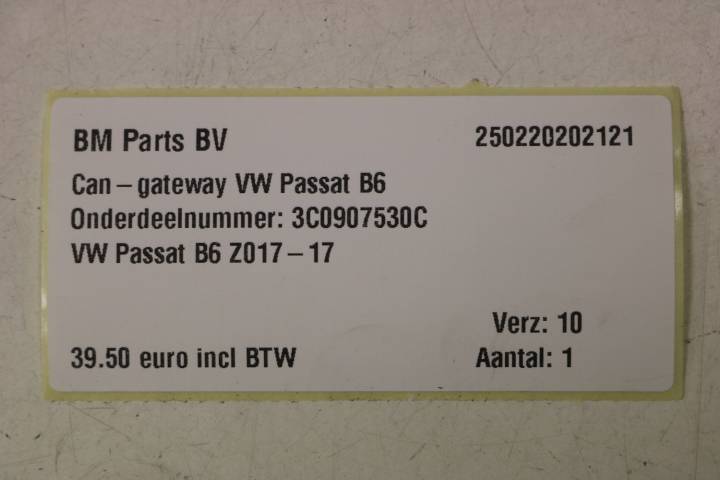 BM Parts BV 250220202121
Can-gateway VW Passat B6
Onderdeelnummer: 3C0907530C
VW Passat B6 Z017-17
Verz: 10
39.50 euro incl BTW Aantal: 1